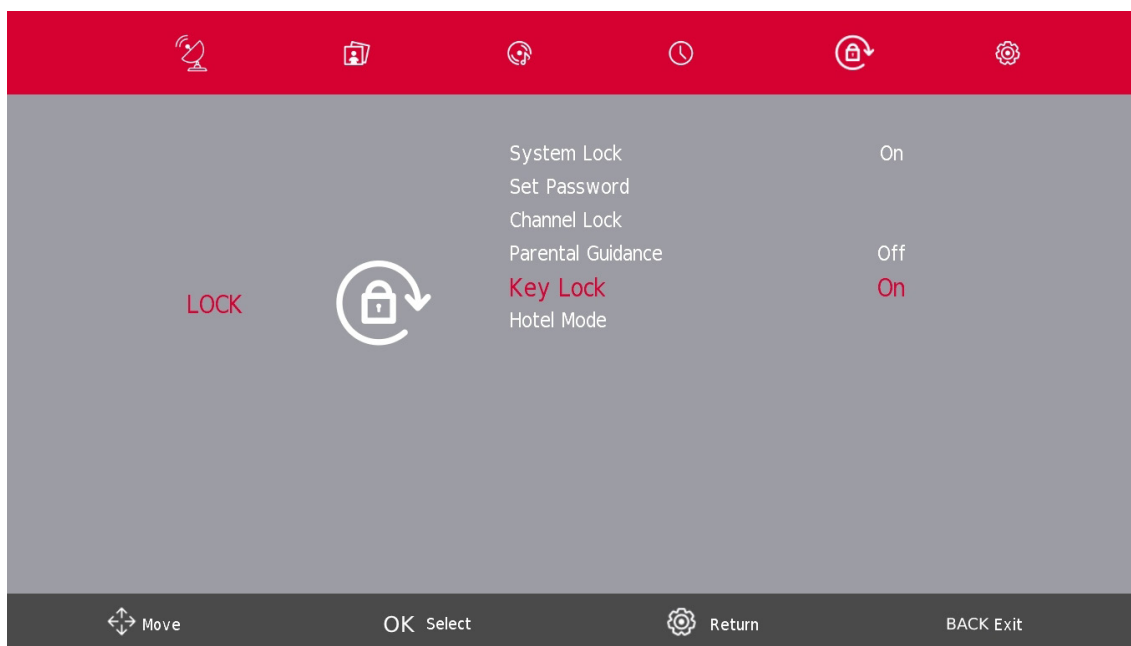 System Lock On
Set Password
Channel Lock
Parental Guidance Off
Key Lock On
LOCK
Hotel Mode
Move OK Select Return BACK Exit